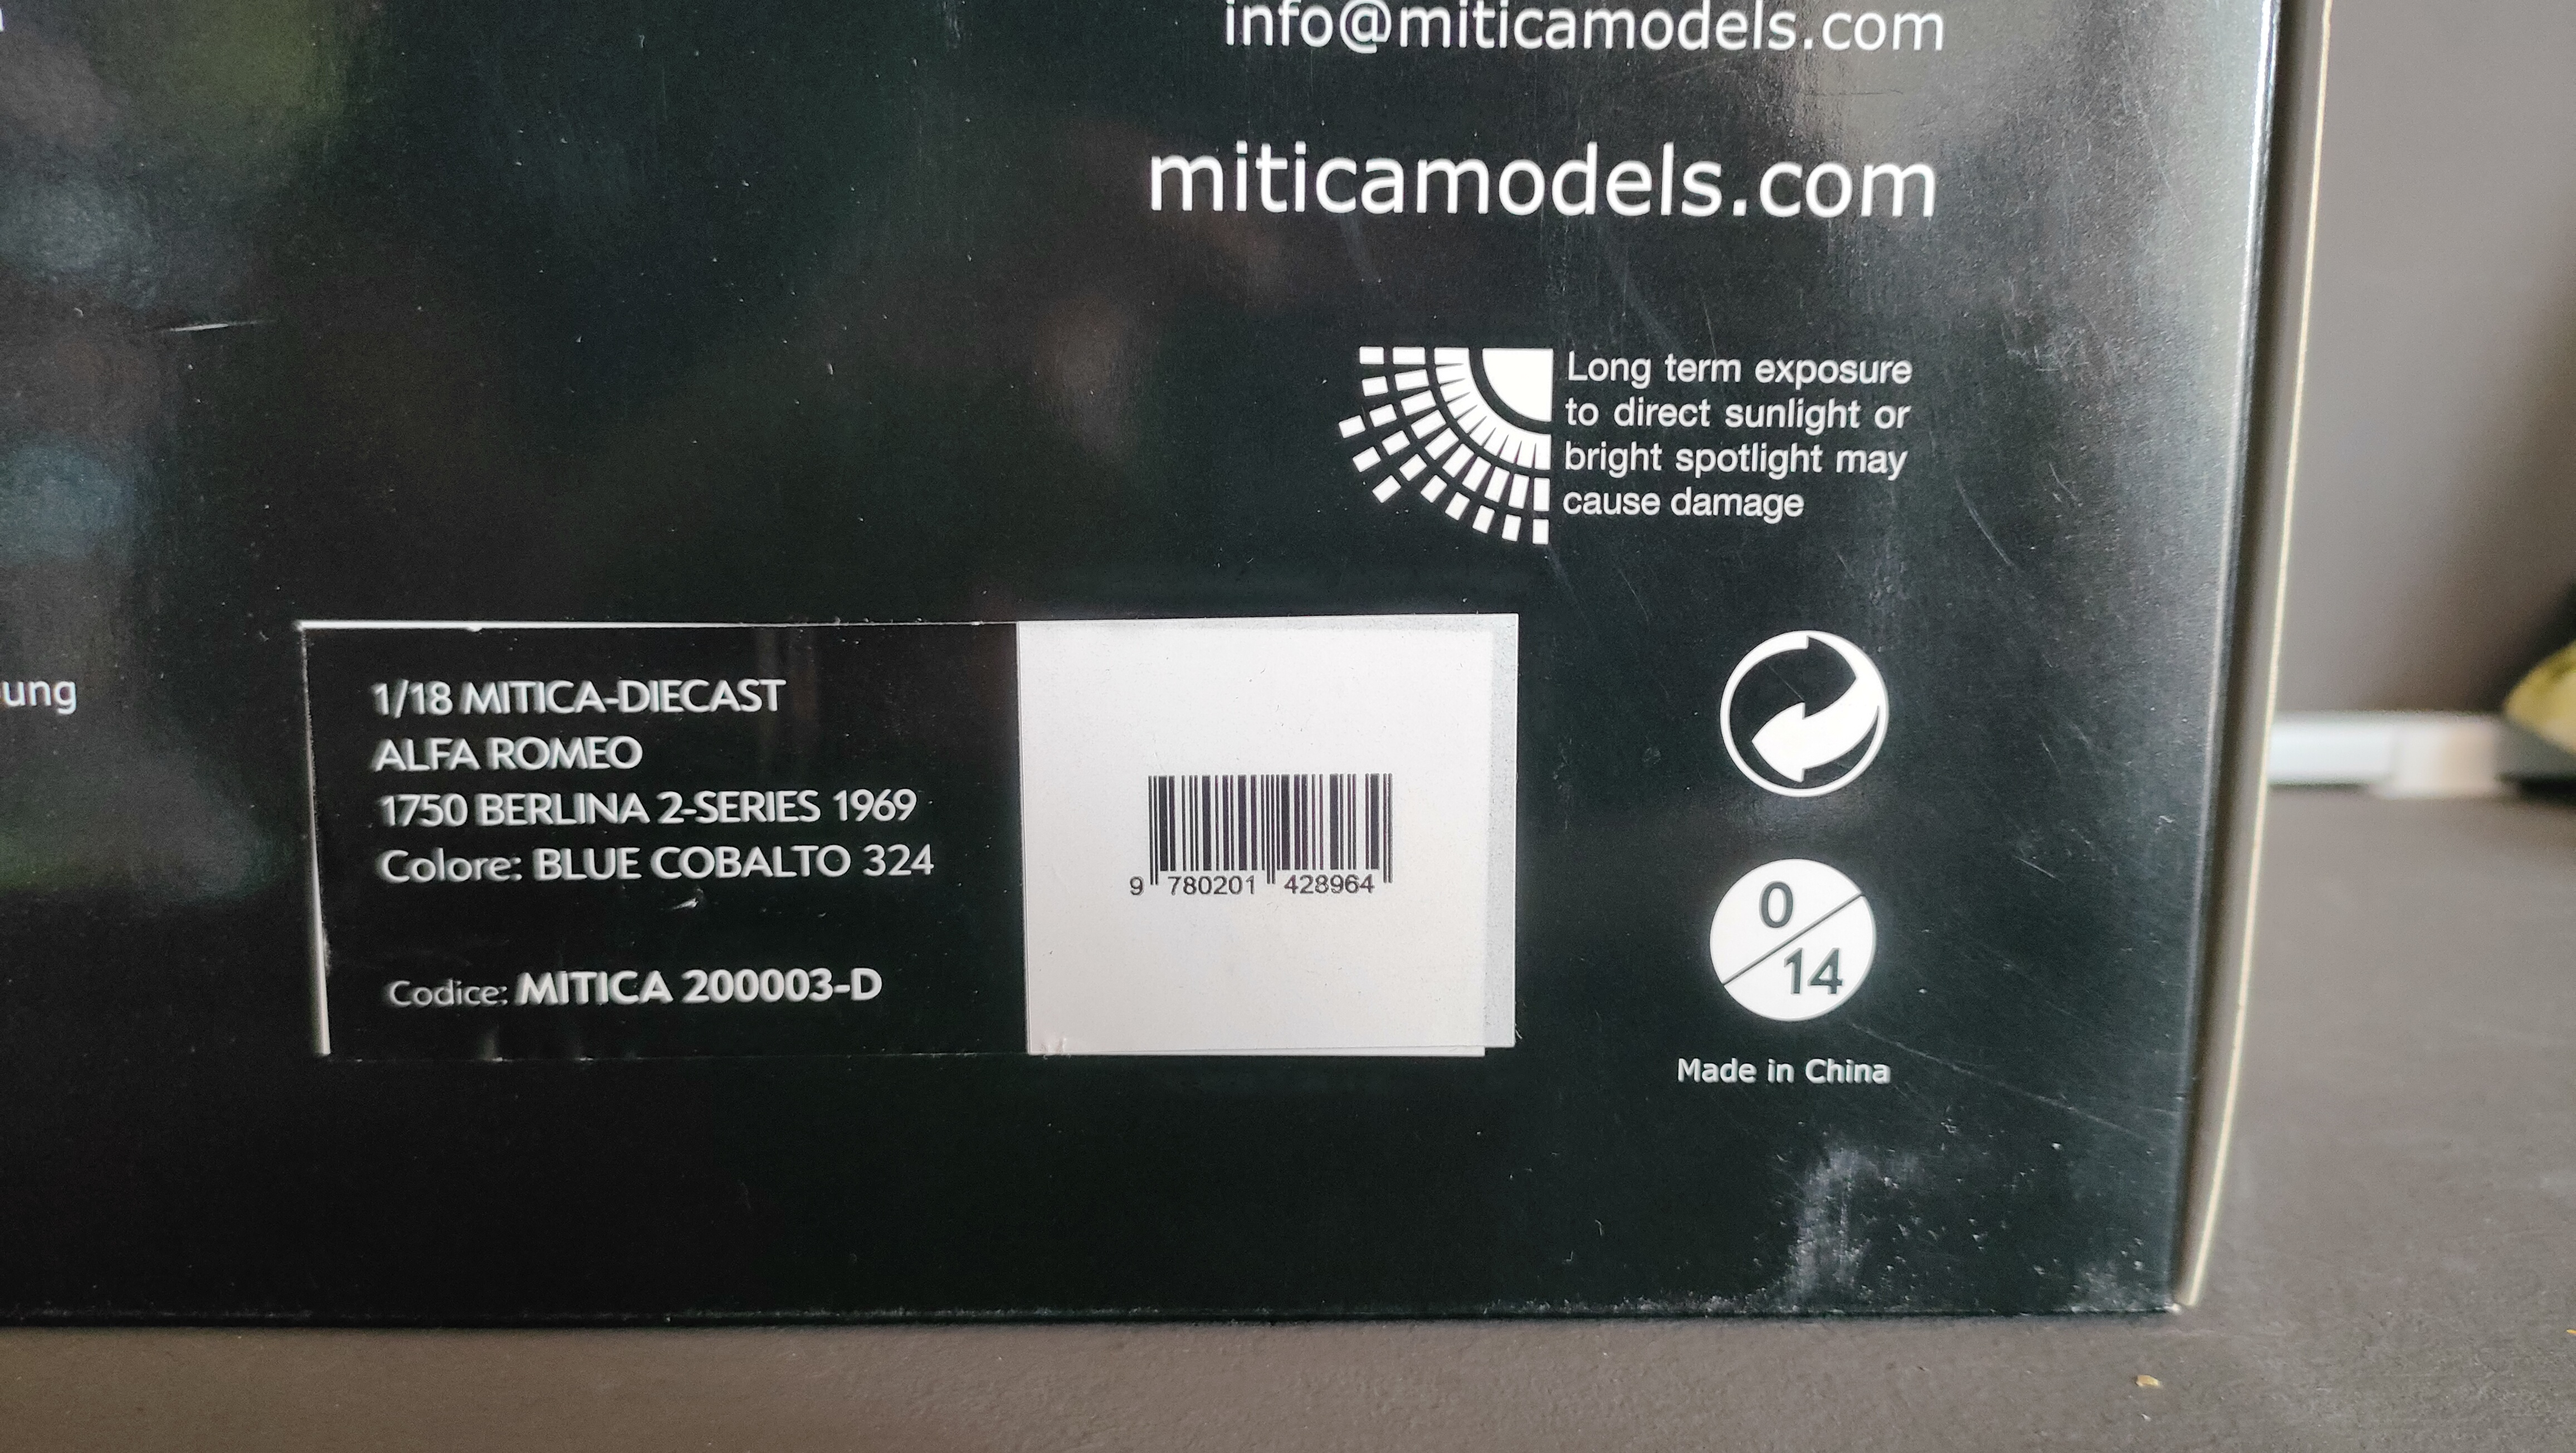 info@miticamodels.com
miticamodels.com
Long term exposure
to direct sunlight or
bright spotlight may
cause damage
ung
1/18 MITICA-DIECAST
ALFA ROMEO
1750 BERLINA 2-SERIES 1969
Colore: BLUE COBALTO 324
Codice: MITICA 200003-D
9 780201 428964
0
14
Made in China